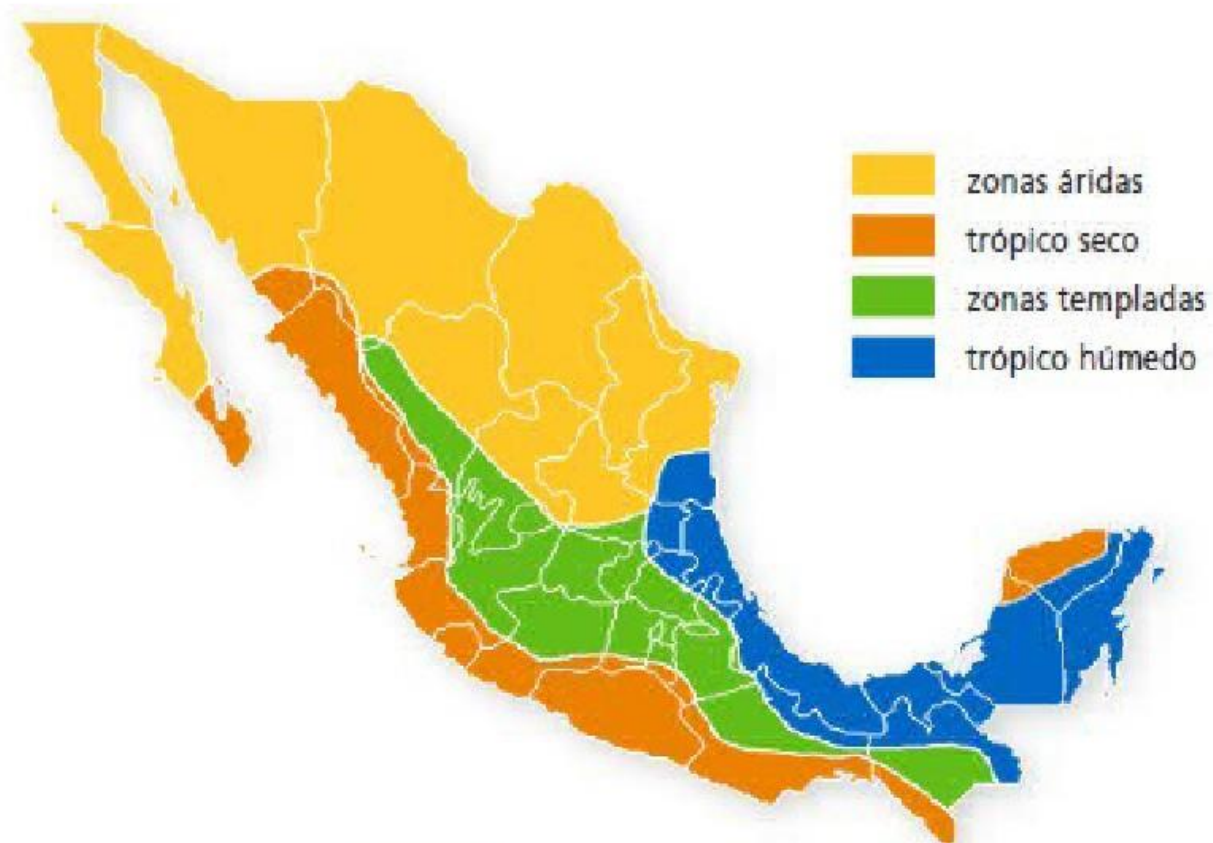 zonas áridas
trópico seco
zonas templadas
trópico húmedo